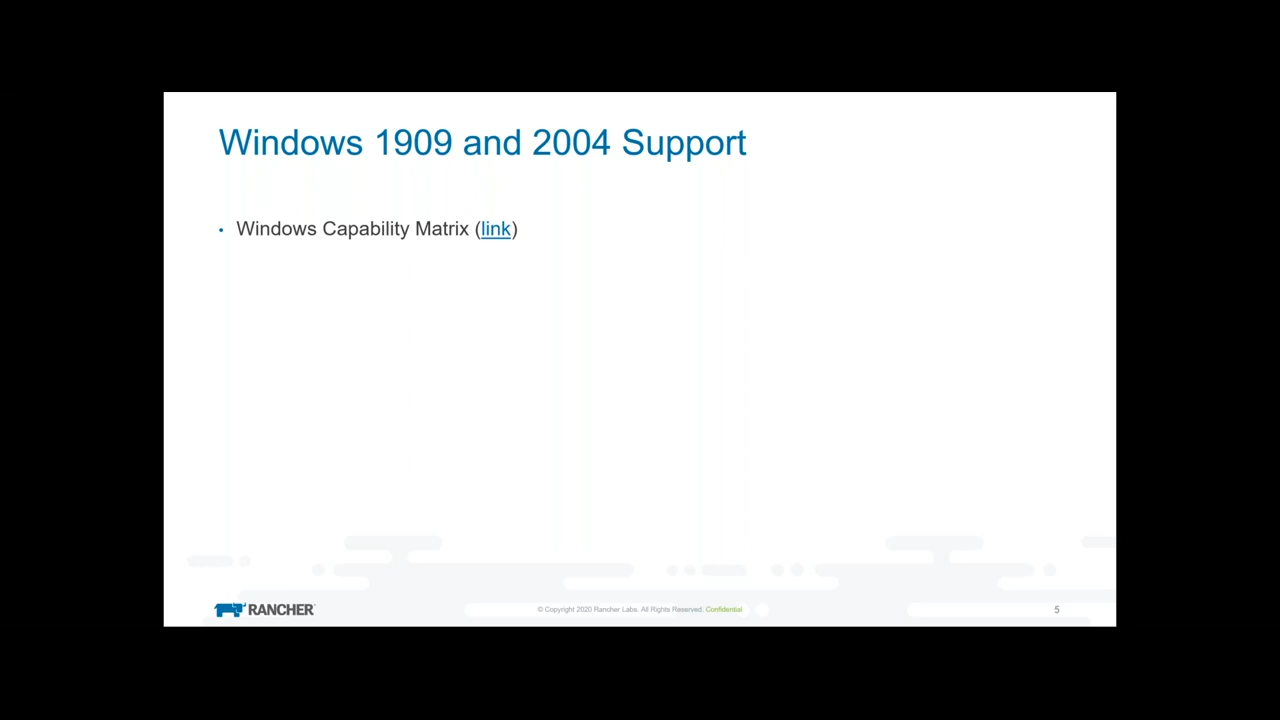 Windows 1909 and 2004 Support
• Windows Capability Matrix (link)
RANCHER
© Copyright 2020 Rancher Labs. All Rights Reserved. Confidential
5